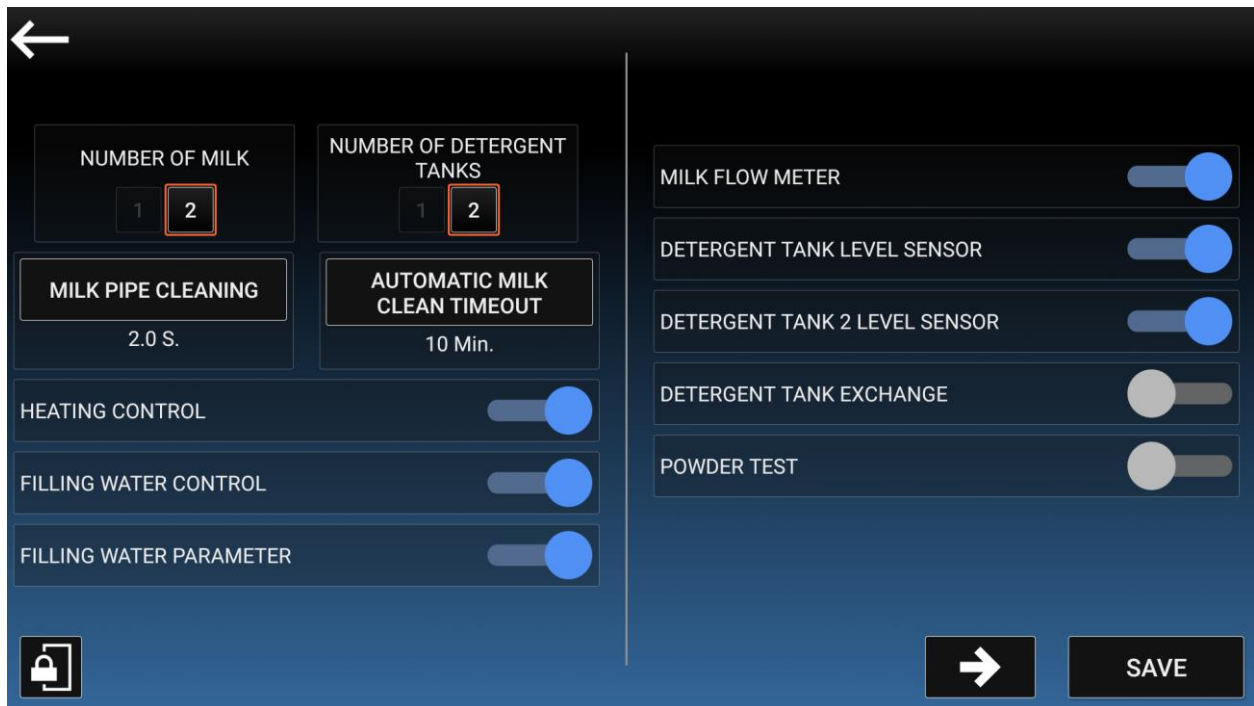 NUMBER OF MILK
1 2
NUMBER OF DETERGENT
TANKS
1 2
MILK PIPE CLEANING
2.0 S.
AUTOMATIC MILK
CLEAN TIMEOUT
10 Min.
HEATING CONTROL
FILLING WATER CONTROL
FILLING WATER PARAMETER
MILK FLOW METER
DETERGENT TANK LEVEL SENSOR
DETERGENT TANK 2 LEVEL SENSOR
DETERGENT TANK EXCHANGE
POWDER TEST
SAVE